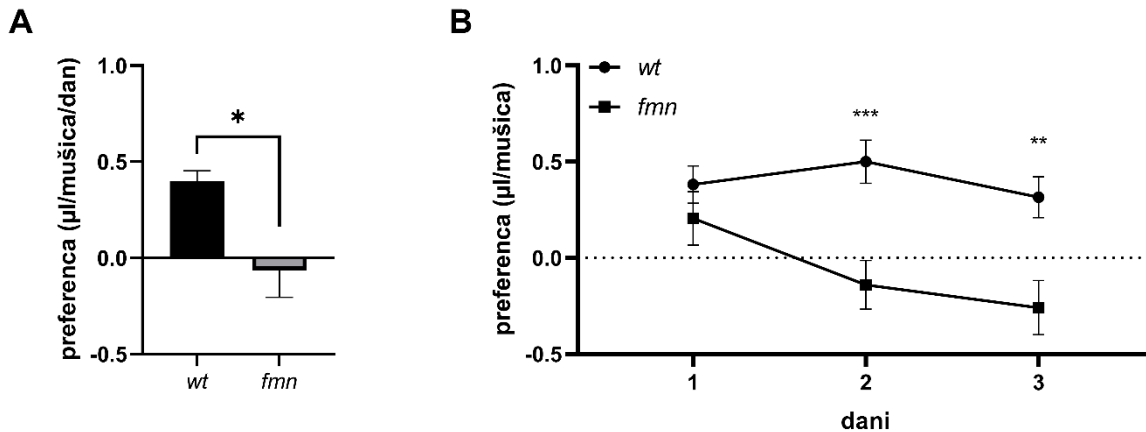 A
preferenca (µl/mušica/dan)
1.0
0.5
0.0
-0.5
*
wt
fmn
B
preferenca (µl/mušica)
1.0
0.5
0.0
-0.5
wt
fmn
***
**
1
2
3
dani